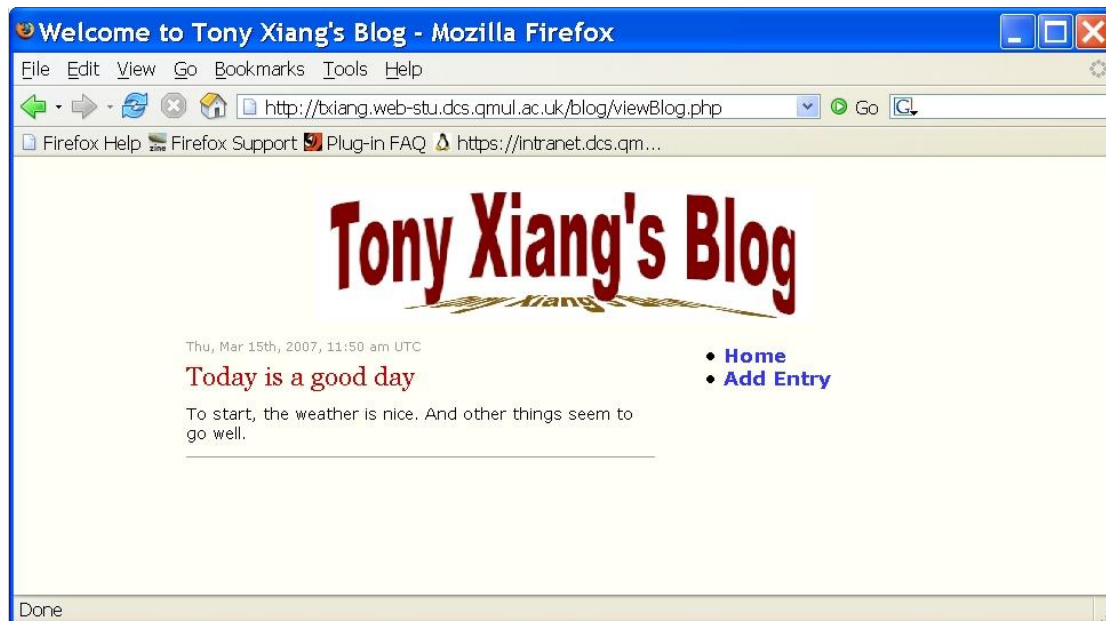 Welcome to Tony Xiang's Blog - Mozilla Firefox
File Edit View Go Bookmarks Tools Help
http://txiang.web-stu.dcs.qmul.ac.uk/blog/viewBlog.php Go G
Firefox Help Firefox Support Plug-in FAQ https://intranet.dcs.qm...
Tony Xiang's Blog
Thu, Mar 15th, 2007, 11:50 am UTC
Today is a good day
To start, the weather is nice. And other things seem to
go well.
Home
Add Entry
Done